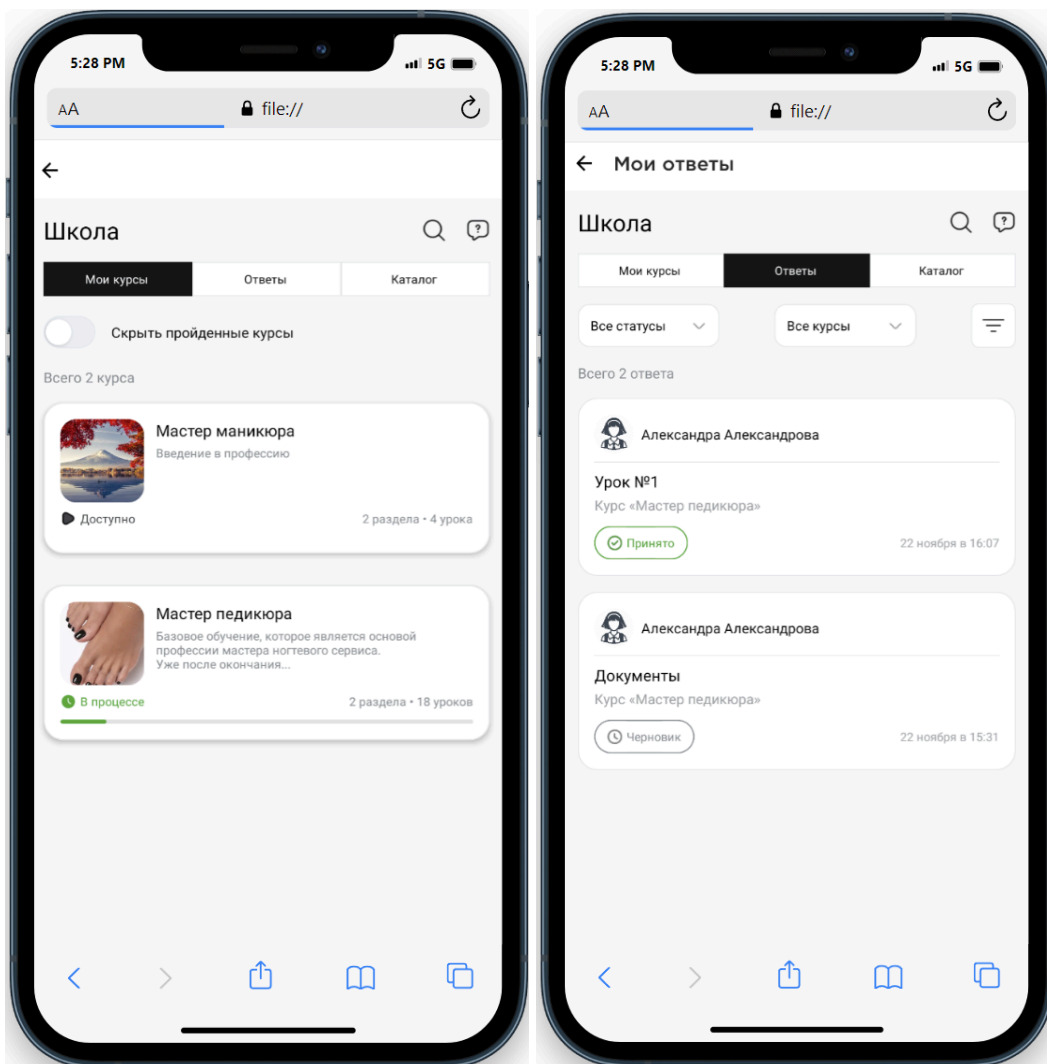 5:28 PM
5G
AA
file://
Школа
?
Мои курсы
Ответы
Каталог
Скрыть пройденные курсы
Всего 2 курса
Мастер маникюра
Введение в профессию
Доступно
2 раздела • 4 урока
Мастер педикюра
Базовое обучение, которое является основой
профессии мастера ногтевого сервиса.
Уже после окончания...
В процессе
2 раздела • 18 уроков
5:28 PM
5G
AA
file://
Мои ответы
Школа
?
Мои курсы
Ответы
Каталог
Все статусы
Все курсы
Всего 2 ответа
Александра Александрова
Урок №1
Курс «Мастер педикюра»
Принято
22 ноября в 16:07
Александра Александрова
Документы
Курс «Мастер педикюра»
Черновик
22 ноября в 15:31